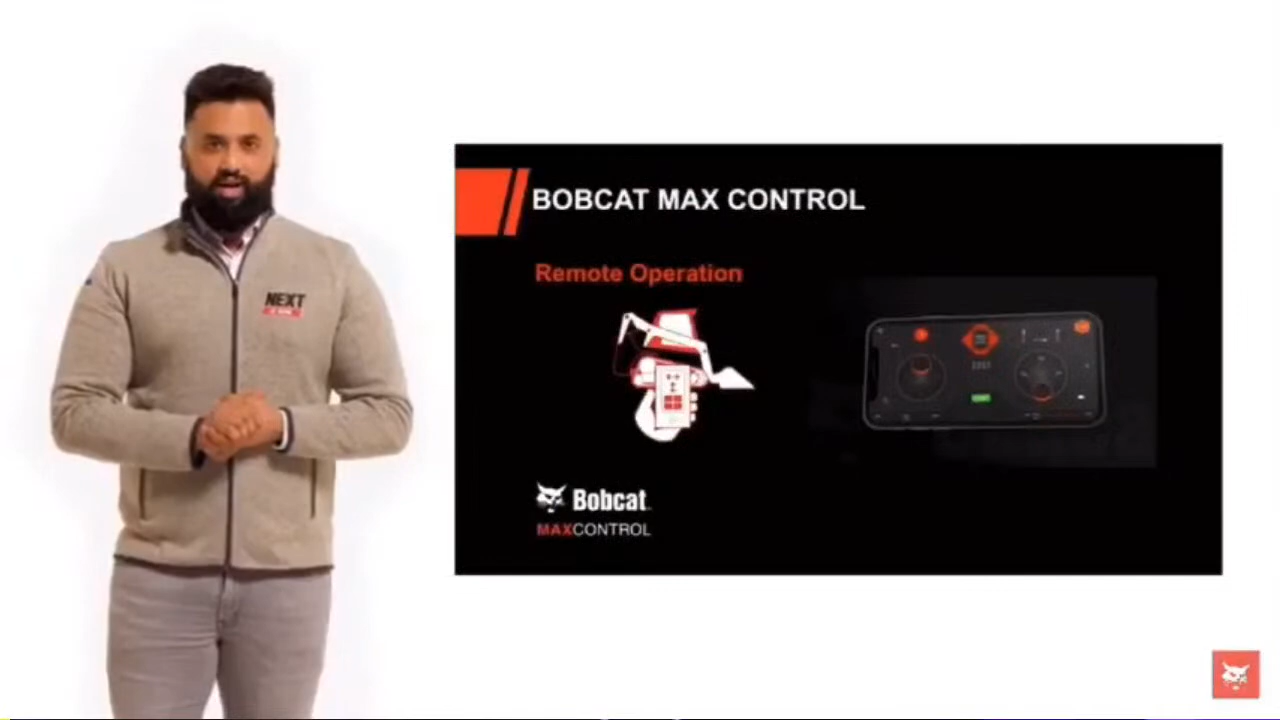 NEXT
BOBCAT MAX CONTROL
Remote Operation
Bobcat
MAXCONTROL